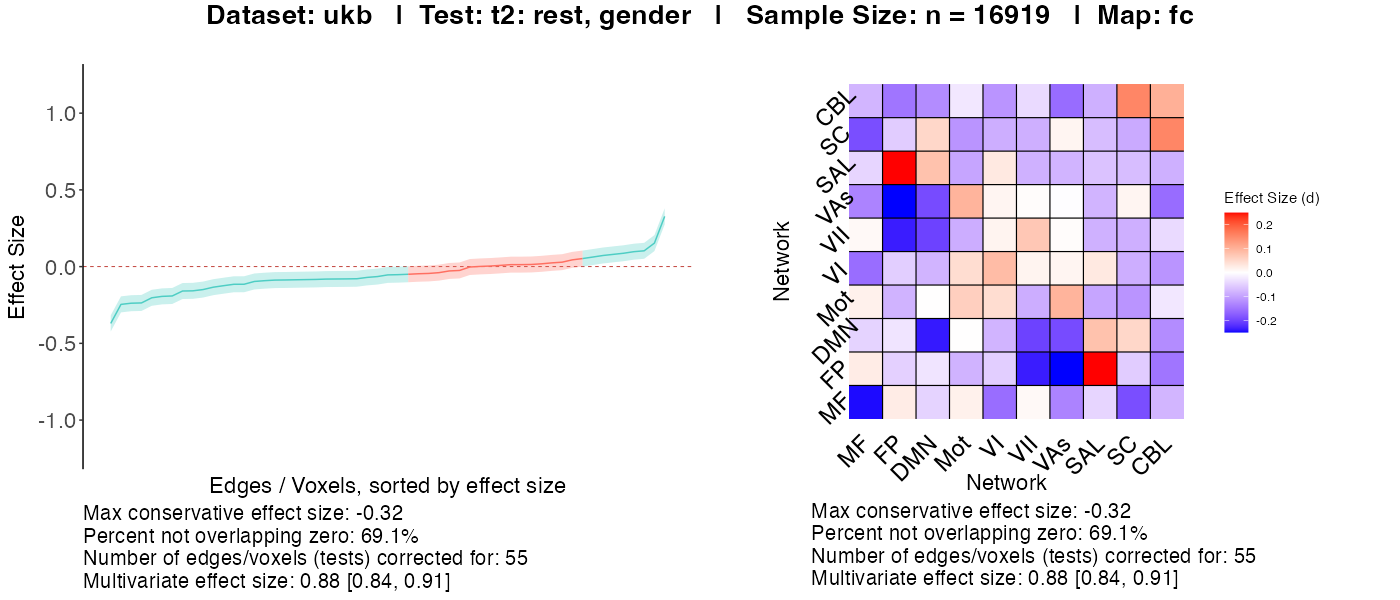 Dataset: ukb | Test: t2: rest, gender | Sample Size: n = 16919 | Map: fc
Effect Size
1.0
0.5
0.0
-0.5
-1.0
Edges / Voxels, sorted by effect size
Max conservative effect size: -0.32
Percent not overlapping zero: 69.1%
Number of edges/voxels (tests) corrected for: 55
Multivariate effect size: 0.88 [0.84, 0.91]
Network
CBL
SC
SAL
VAs
VII
VI
Mot
DMN
FP
MF
MF
FP
DMN
Mot
VI
VII
VAs
SAL
SC
CBL
Network
Effect Size (d)
0.2
0.1
0.0
-0.1
-0.2
Max conservative effect size: -0.32
Percent not overlapping zero: 69.1%
Number of edges/voxels (tests) corrected for: 55
Multivariate effect size: 0.88 [0.84, 0.91]